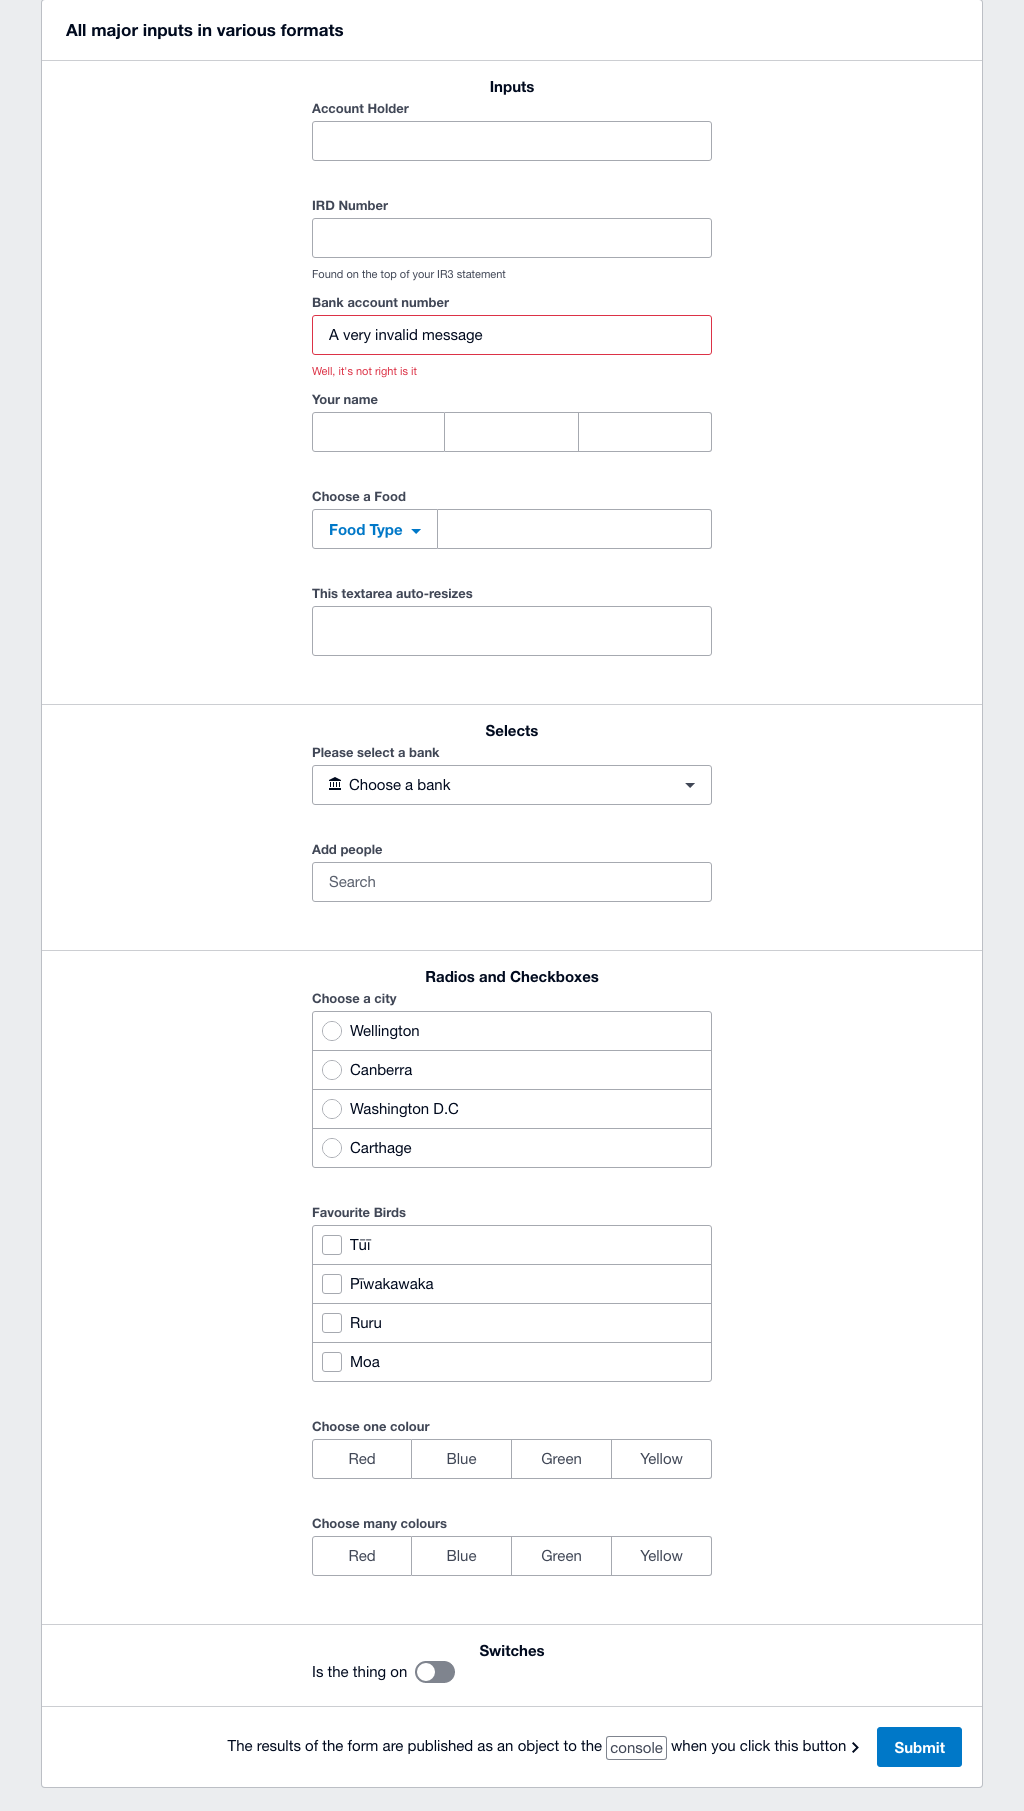 All major inputs in various formats
Inputs
Account Holder
IRD Number
Found on the top of your IR3 statement
Bank account number
A very invalid message
Well, it's not right is it
Your name
Choose a Food
Food Type
This textarea auto-resizes
Selects
Please select a bank
Choose a bank
Add people
Search
Radios and Checkboxes
Choose a city
Wellington
Canberra
Washington D.C
Carthage
Favourite Birds
Tūī
Pīwakawaka
Ruru
Moa
Choose one colour
Red Blue Green Yellow
Choose many colours
Red Blue Green Yellow
Switches
Is the thing on
The results of the form are published as an object to the console when you click this button Submit